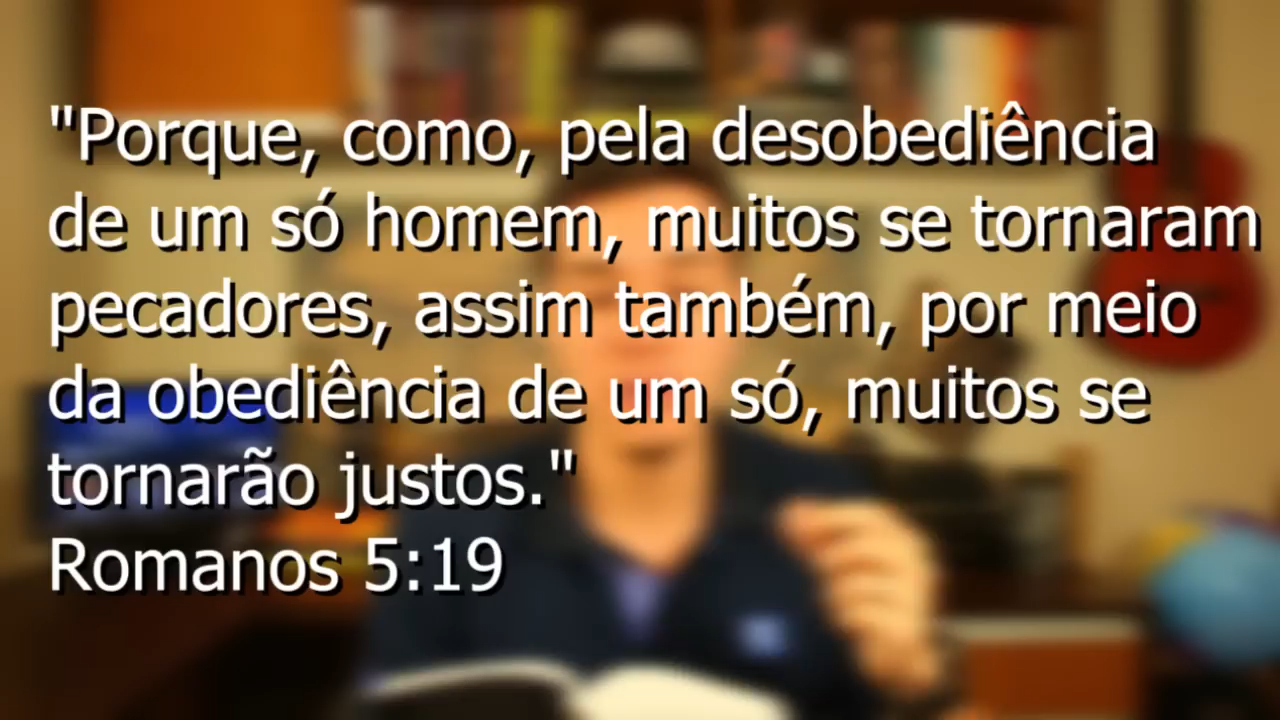 "Porque, como, pela desobediência
de um só homem, muitos se tornaram
pecadores, assim também, por meio
da obediência de um só, muitos se
tornarão justos."
Romanos 5:19